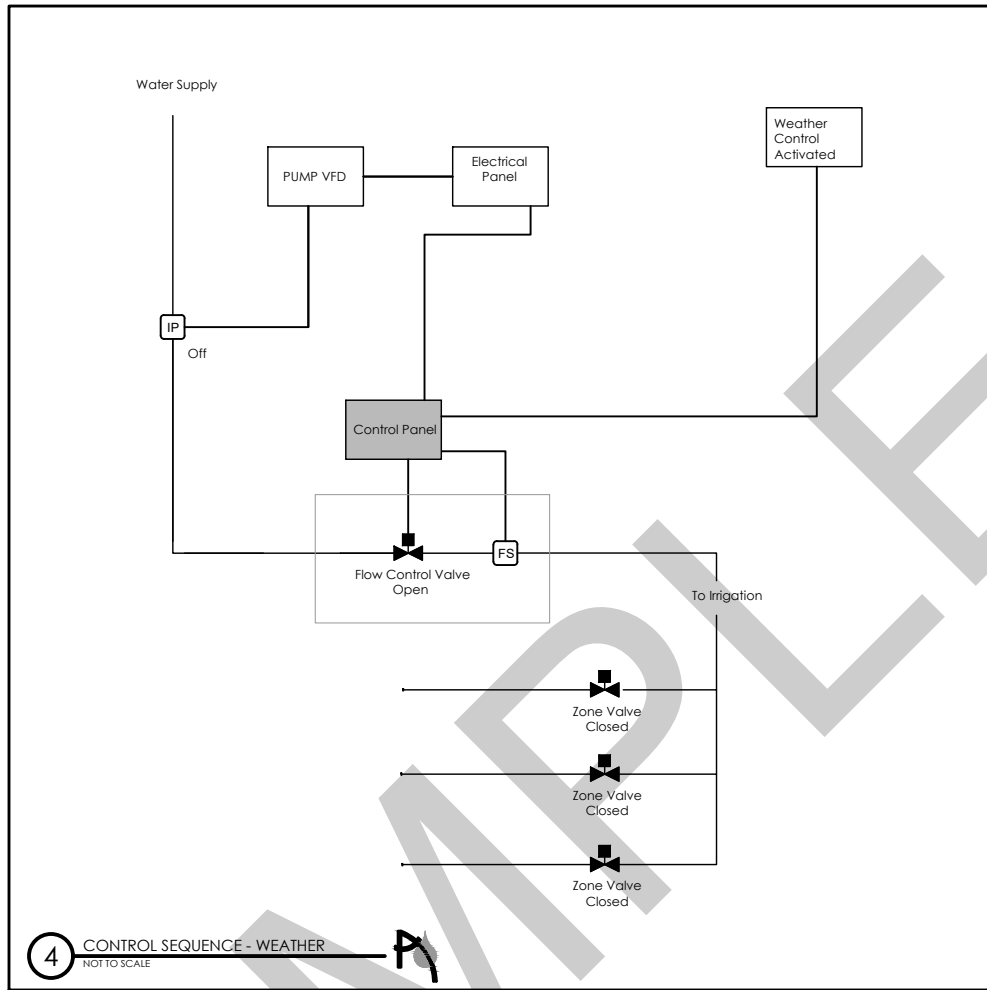 Water Supply
Weather
Control
Activated
PUMP VFD
Electrical
Panel
IP
Off
Control Panel
FS
Flow Control Valve
Open
To Irrigation
Zone Valve
Closed
Zone Valve
Closed
Zone Valve
Closed
4
CONTROL SEQUENCE - WEATHER
NOT TO SCALE
MPLE